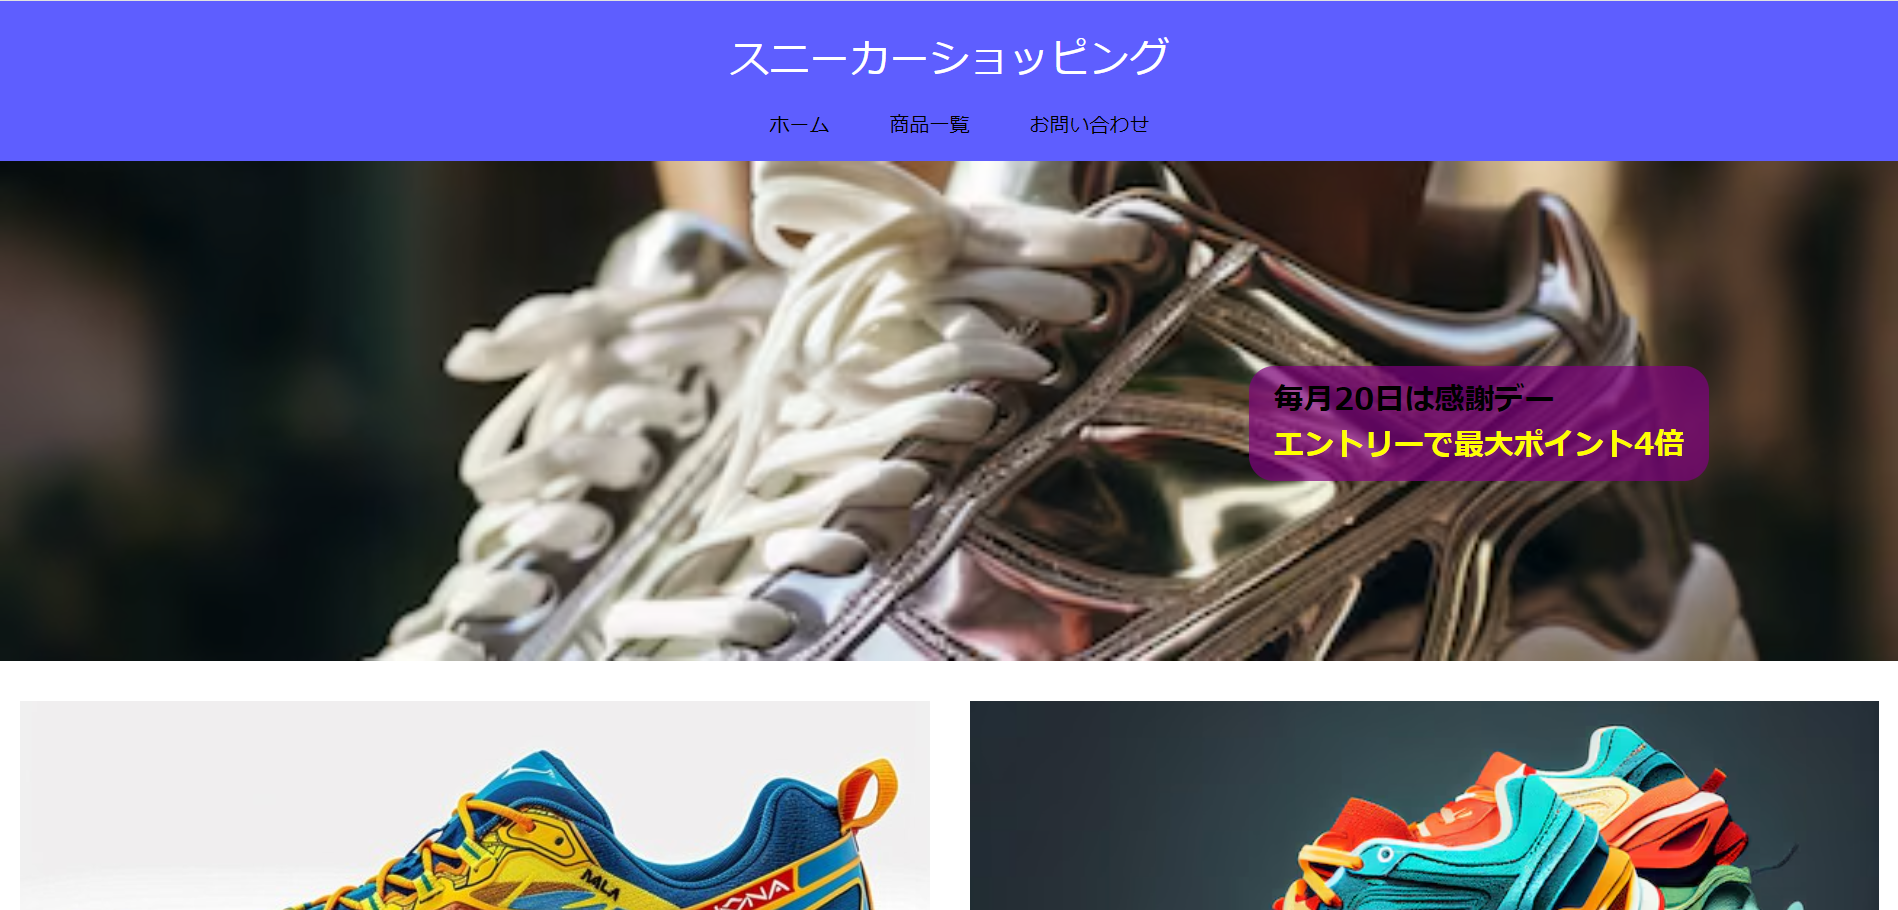 スニーカーショッピング
ホーム 商品一覧 お問い合わせ
毎月20日は感謝デー
エントリーで最大ポイント4倍